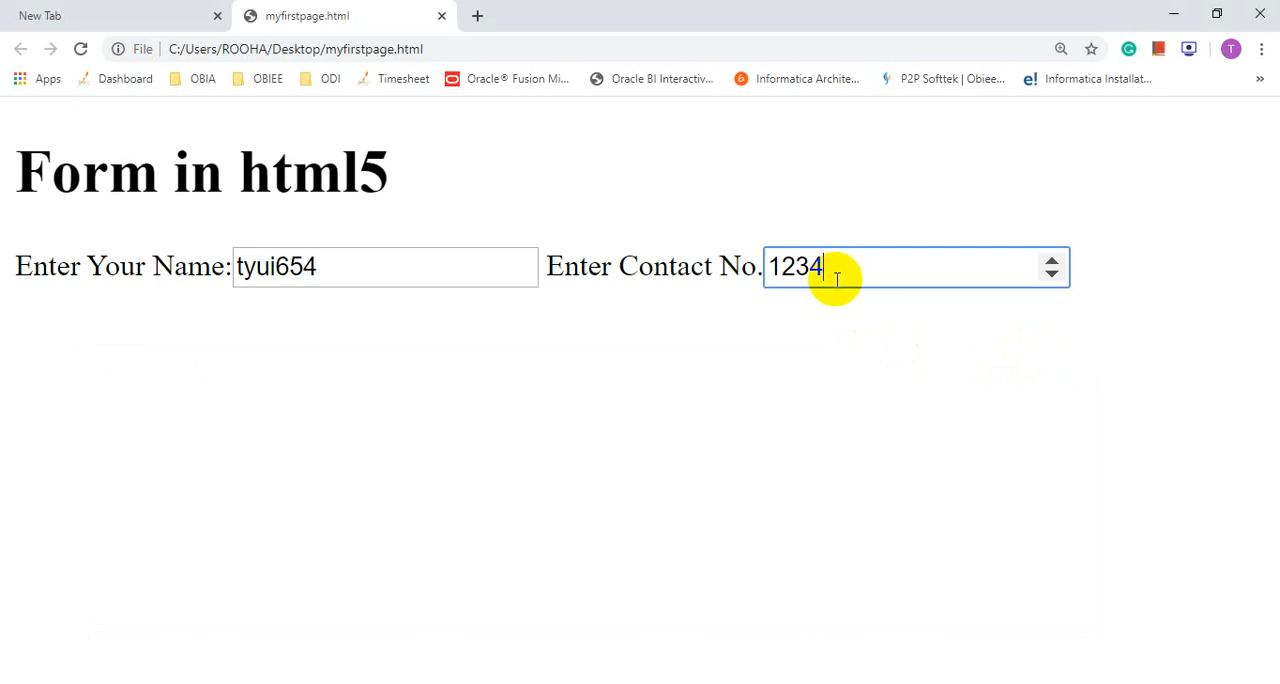 New Tab
myfirstpage.html
File
C:/Users/ROOHA/Desktop/myfirstpage.html
T
Apps Dashboard OBIA OBIEE ODI Timesheet Oracle® Fusion Mi... Oracle BI Interactiv... 6 Informatica Archite... P2P Softtek | Obiee... e! Informatica Installat... »
Form in html5
Enter Your Name: tyui654 Enter Contact No. 1234